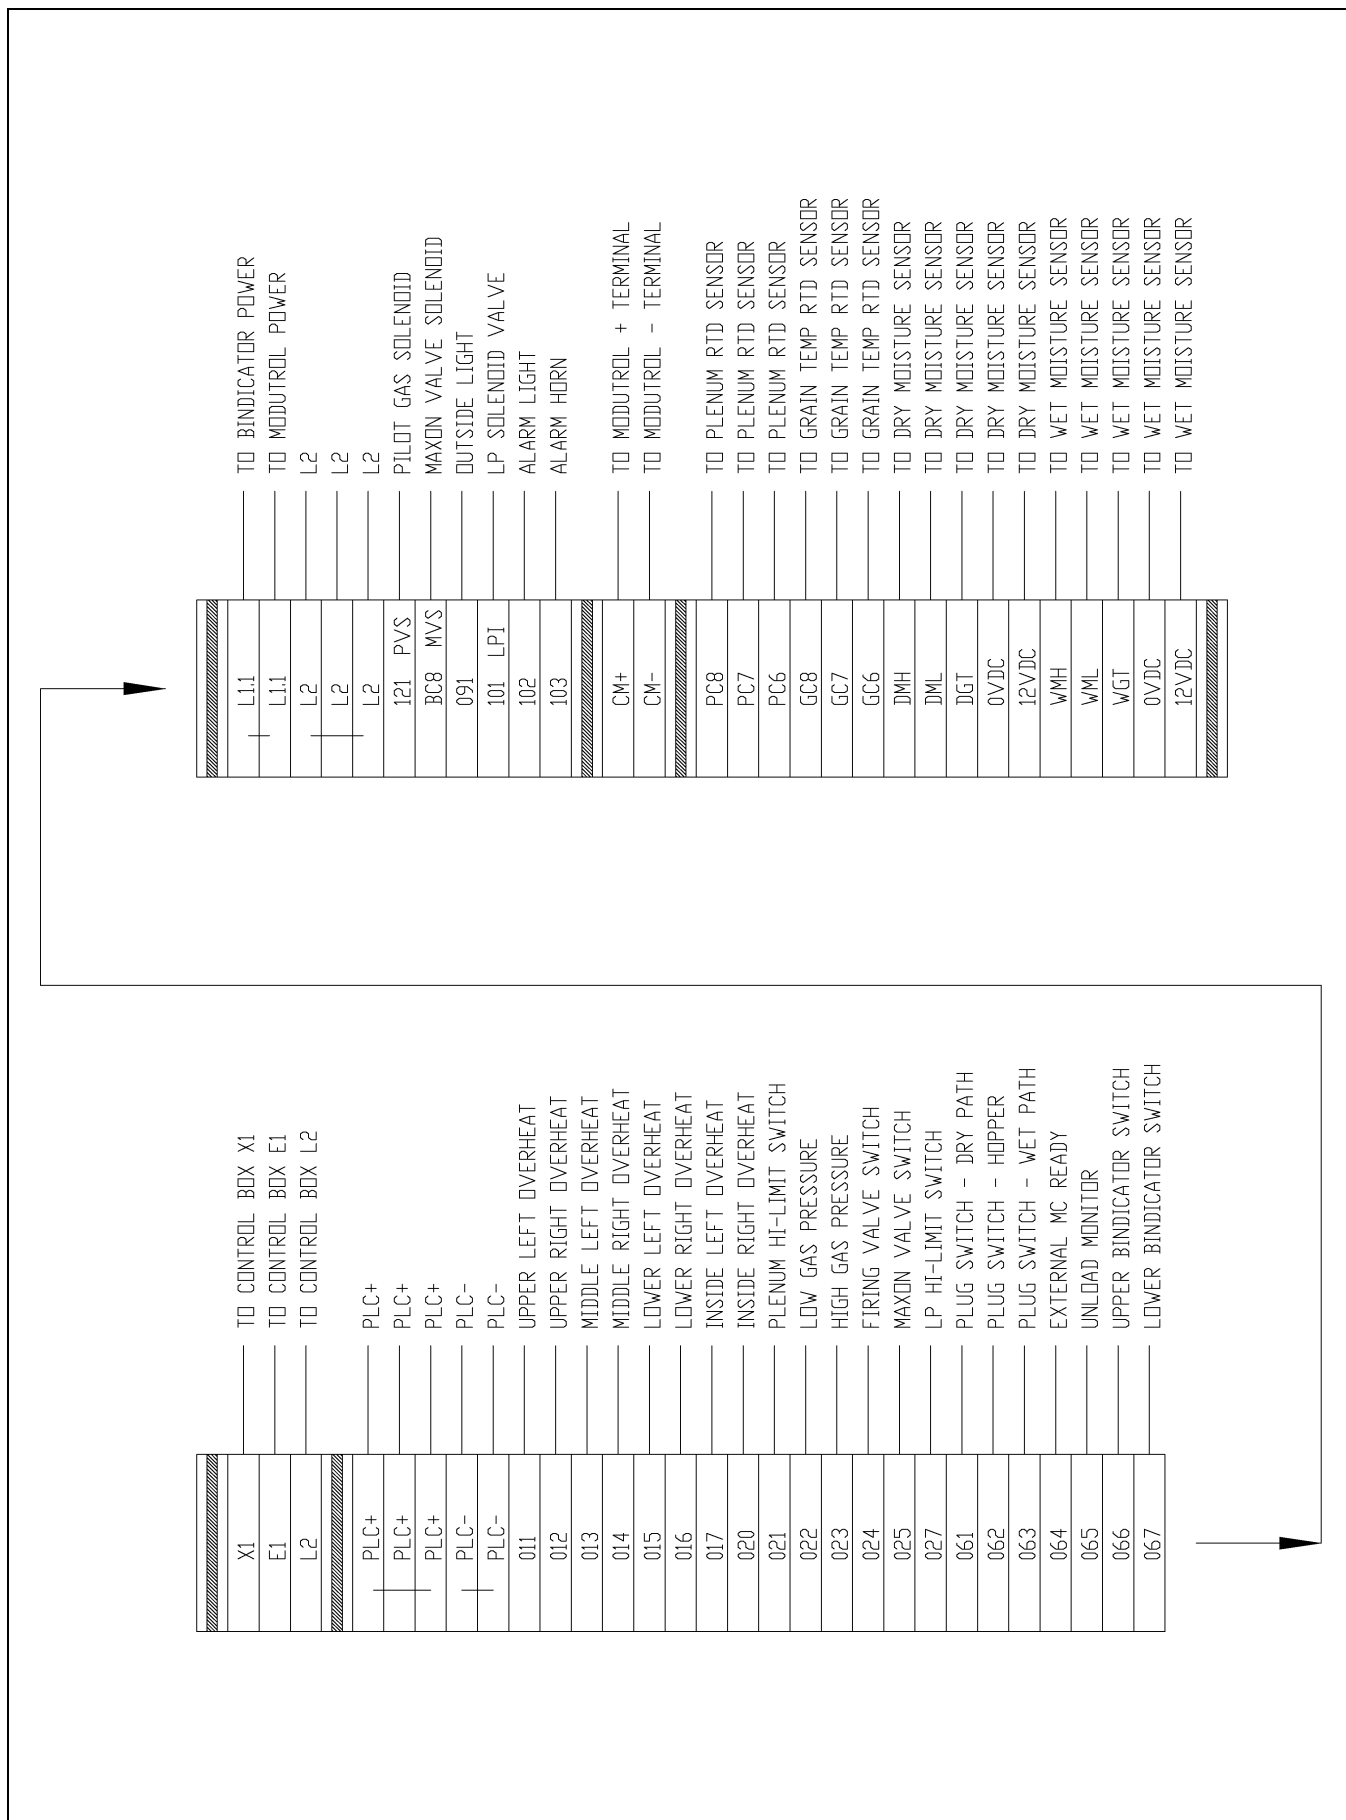 X1 TO CONTROL BOX X1
E1 TO CONTROL BOX E1
L2 TO CONTROL BOX L2
PLC+ PLC+
PLC+ PLC+
PLC+ PLC+
PLC- PLC-
PLC- PLC-
011 UPPER LEFT OVERHEAT
012 UPPER RIGHT OVERHEAT
013 MIDDLE LEFT OVERHEAT
014 MIDDLE RIGHT OVERHEAT
015 LOWER LEFT OVERHEAT
016 LOWER RIGHT OVERHEAT
017 INSIDE LEFT OVERHEAT
020 INSIDE RIGHT OVERHEAT
021 PLENUM HI-LIMIT SWITCH
022 LOW GAS PRESSURE
023 HIGH GAS PRESSURE
024 FIRING VALVE SWITCH
025 MAXON VALVE SWITCH
027 LP HI-LIMIT SWITCH
061 PLUG SWITCH - DRY PATH
062 PLUG SWITCH - HOPPER
063 PLUG SWITCH - WET PATH
064 EXTERNAL MC READY
065 UNLOAD MONITOR
066 UPPER BINDICATOR SWITCH
067 LOWER BINDICATOR SWITCH
L1.1 TO BINDICATOR POWER
L1.1 TO MODUTROL POWER
L2 L2
L2 L2
L2 L2
121 PVS PILOT GAS SOLENOID
BC8 MVS MAXON VALVE SOLENOID
091 OUTSIDE LIGHT
101 LPI LP SOLENOID VALVE
102 ALARM LIGHT
103 ALARM HORN
CM+ TO MODUTROL + TERMINAL
CM- TO MODUTROL - TERMINAL
PC8 TO PLENUM RTD SENSOR
PC7 TO PLENUM RTD SENSOR
PC6 TO PLENUM RTD SENSOR
GC8 TO GRAIN TEMP RTD SENSOR
GC7 TO GRAIN TEMP RTD SENSOR
GC6 TO GRAIN TEMP RTD SENSOR
DMH TO DRY MOISTURE SENSOR
DML TO DRY MOISTURE SENSOR
DGT TO DRY MOISTURE SENSOR
0VDC TO DRY MOISTURE SENSOR
12VDC TO DRY MOISTURE SENSOR
WMH TO WET MOISTURE SENSOR
WML TO WET MOISTURE SENSOR
WGT TO WET MOISTURE SENSOR
0VDC TO WET MOISTURE SENSOR
12VDC TO WET MOISTURE SENSOR